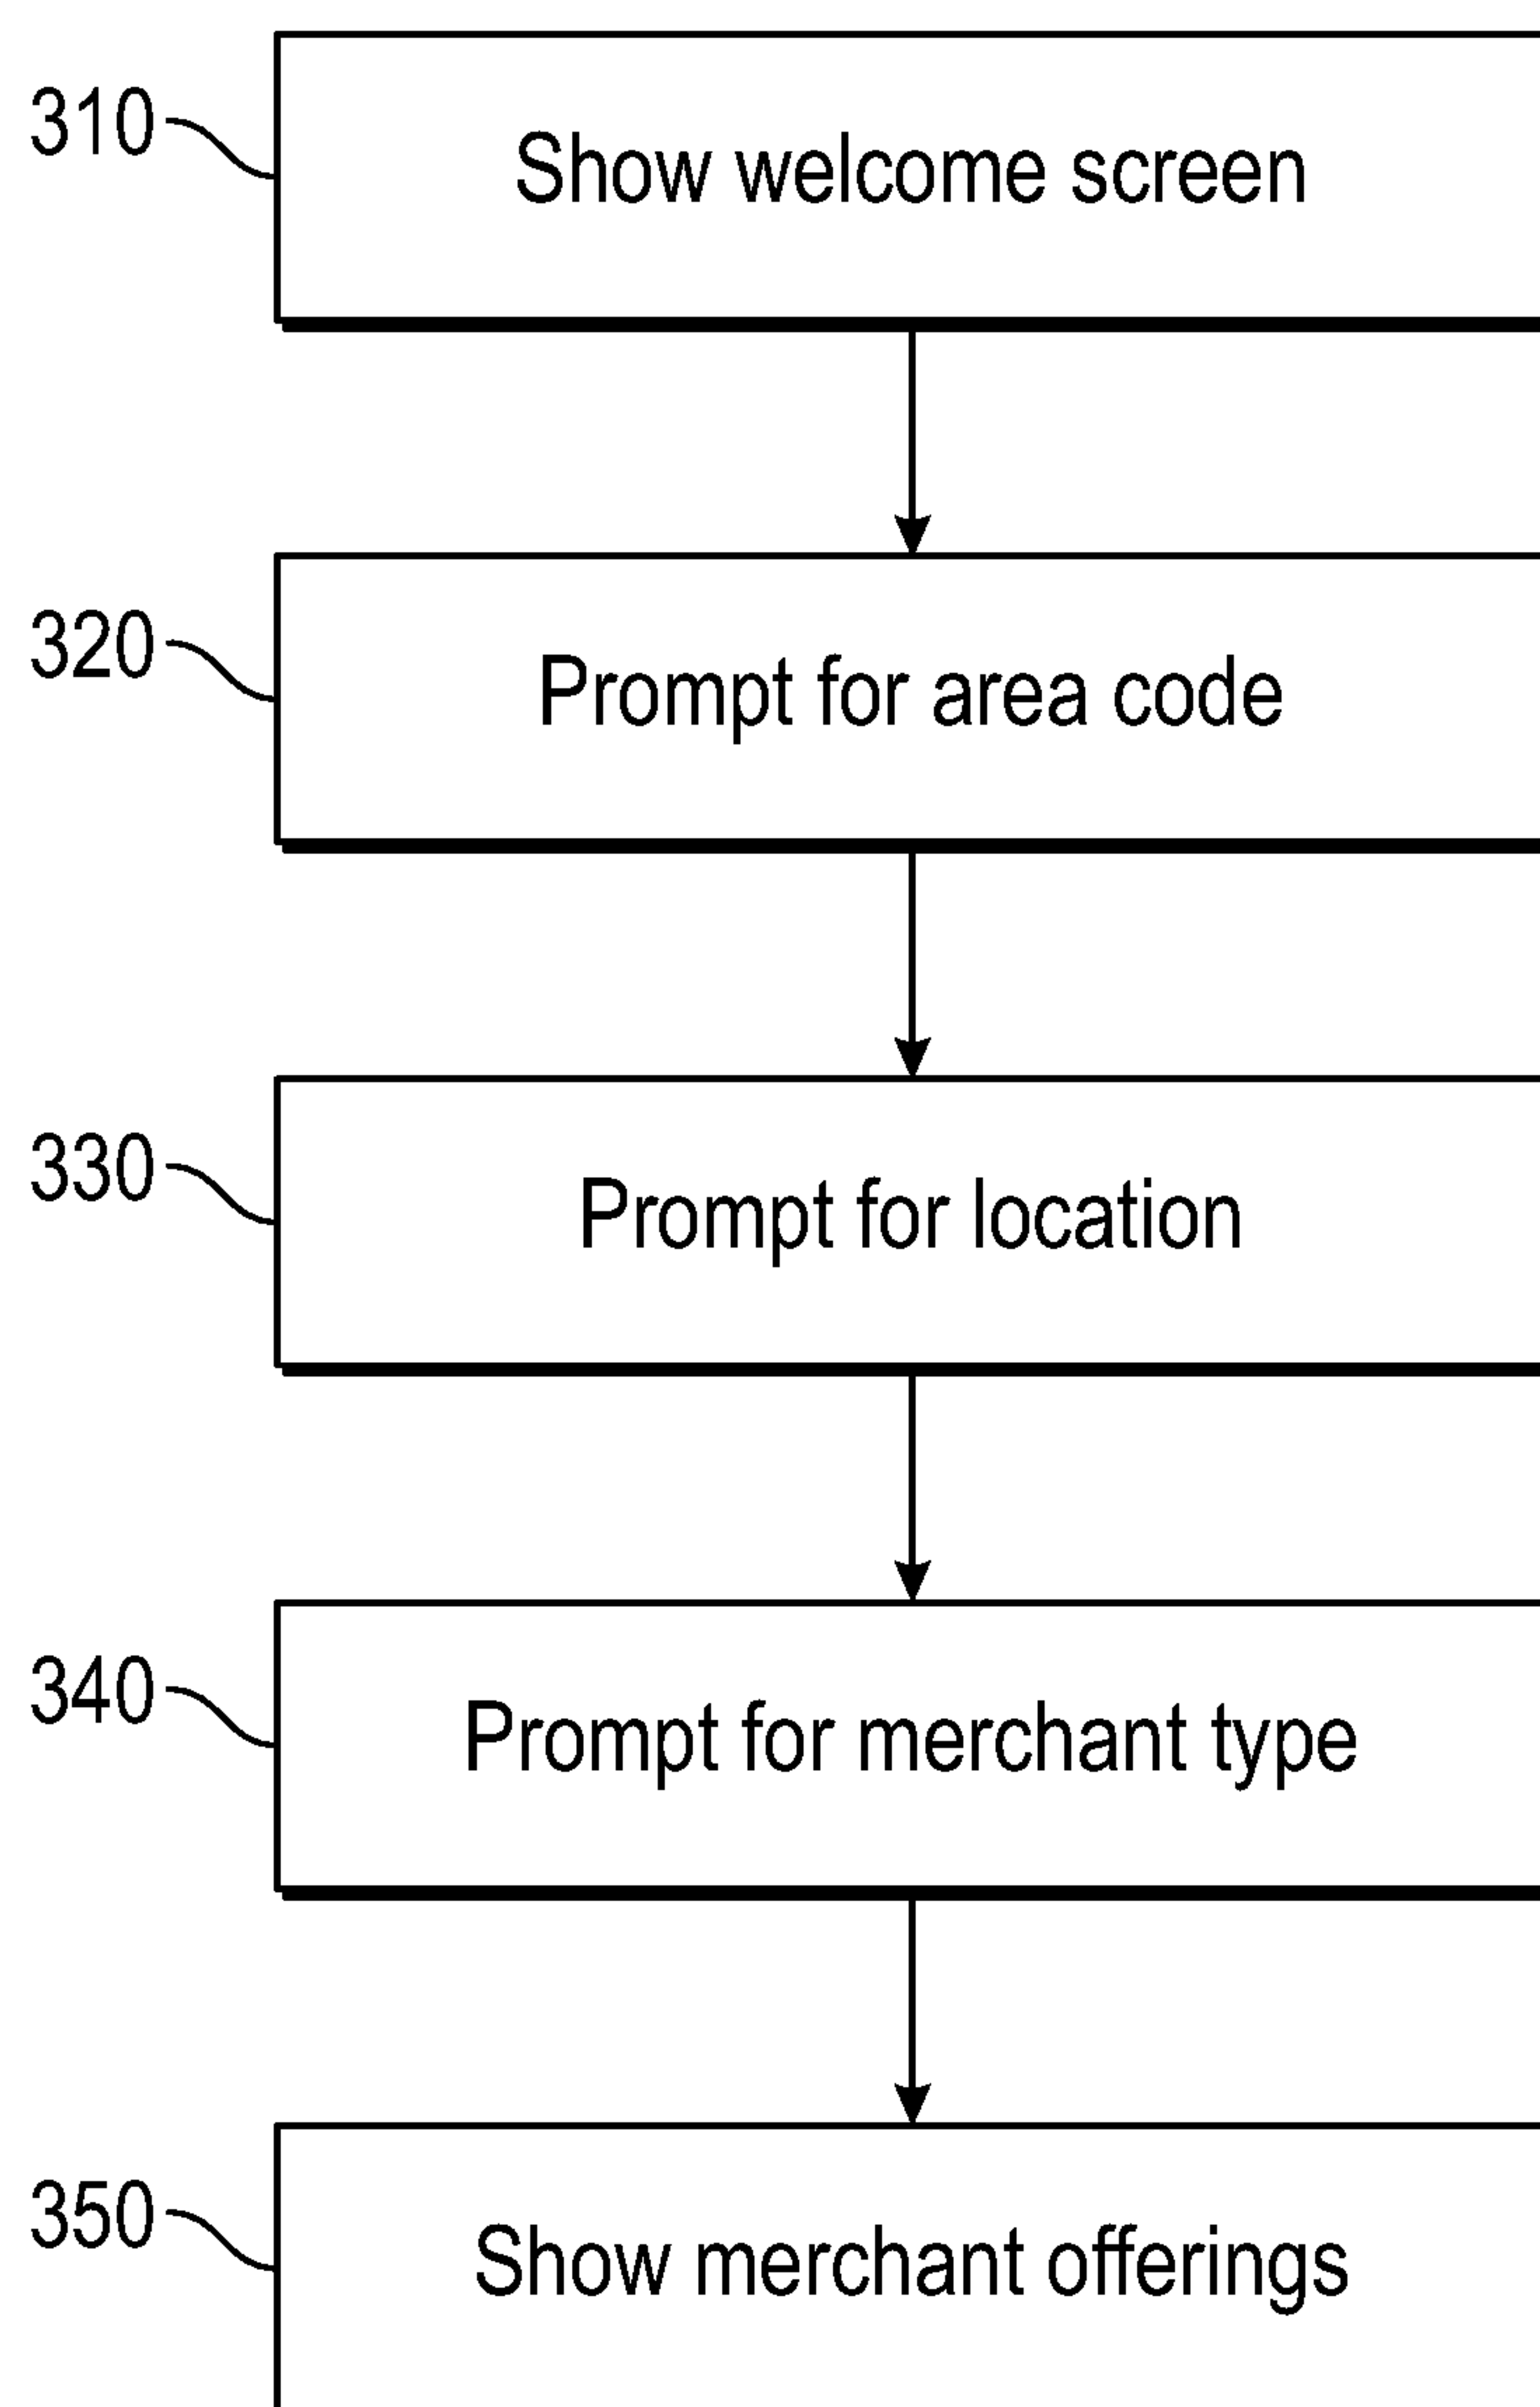 310
Show welcome screen
320
Prompt for area code
330
Prompt for location
340
Prompt for merchant type
350
Show merchant offerings